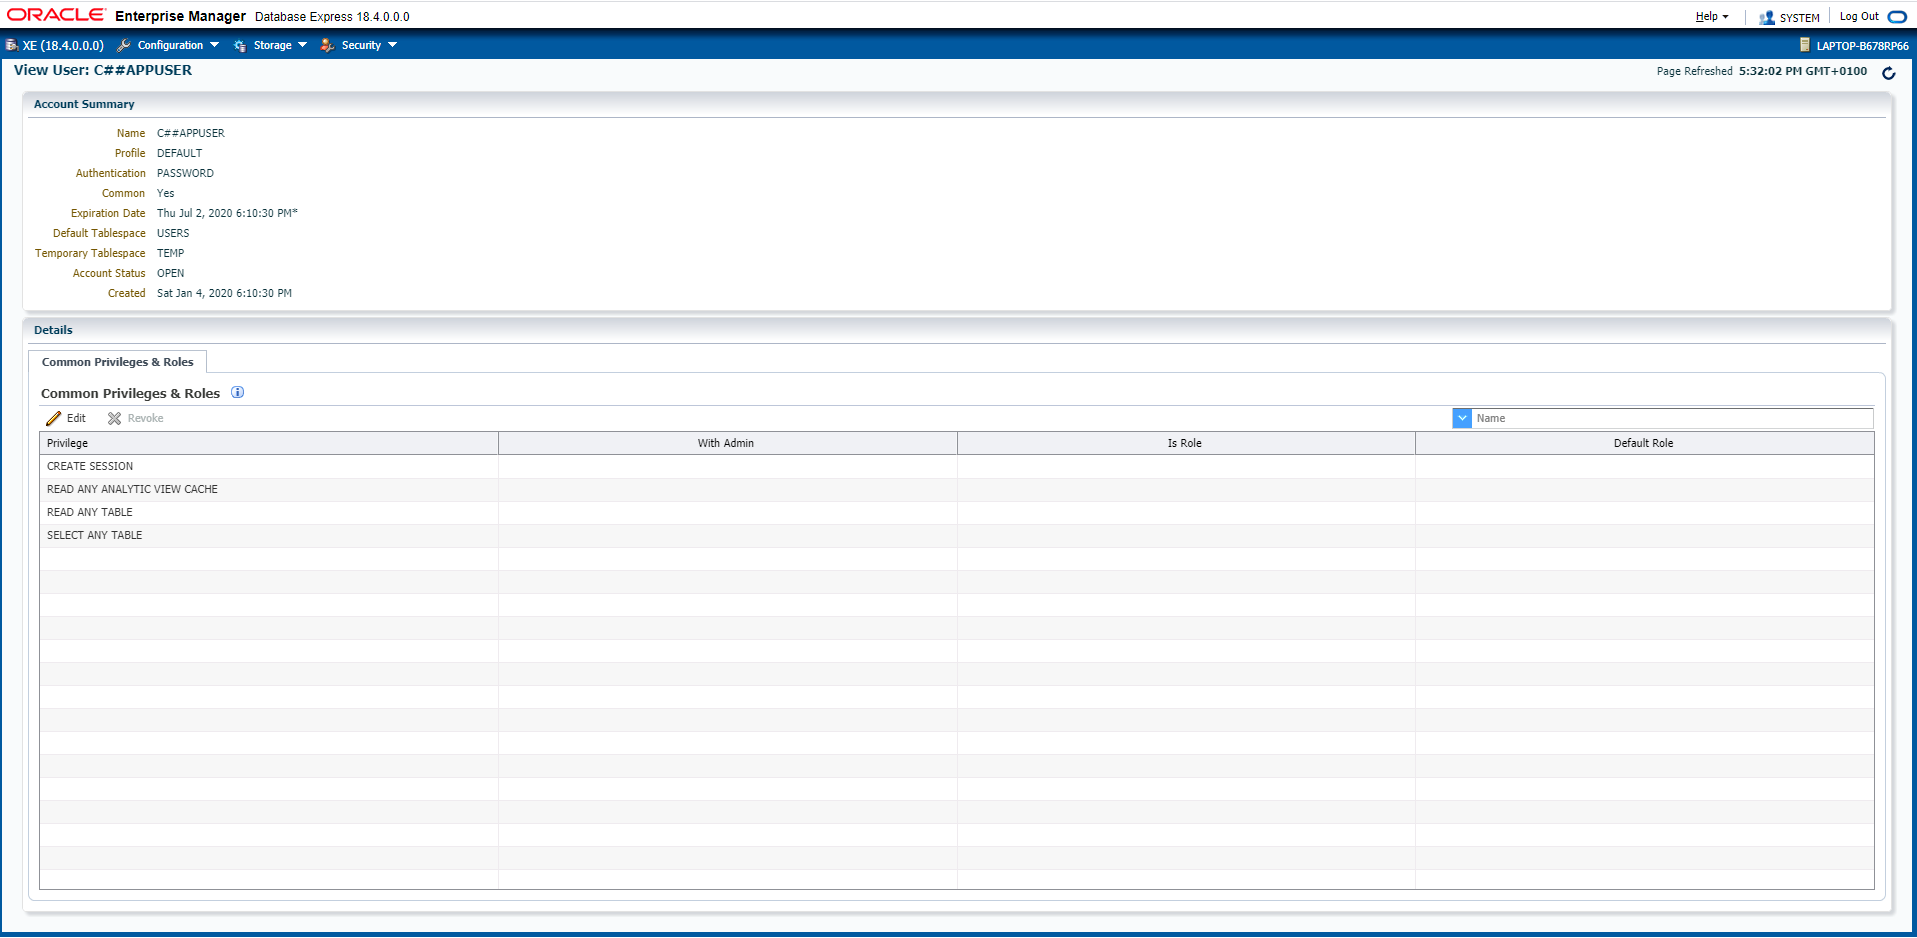 ORACLE Enterprise Manager Database Express 18.4.0.0.0 Help SYSTEM Log Out
XE (18.4.0.0.0) Configuration Storage Security LAPTOP-B678RP66
View User: C##APPUSER Page Refreshed 5:32:02 PM GMT+0100
Account Summary
Name C##APPUSER
Profile DEFAULT
Authentication PASSWORD
Common Yes
Expiration Date Thu Jul 2, 2020 6:10:30 PM*
Default Tablespace USERS
Temporary Tablespace TEMP
Account Status OPEN
Created Sat Jan 4, 2020 6:10:30 PM
Details
Common Privileges & Roles
Common Privileges & Roles
Edit Revoke Name
Privilege With Admin Is Role Default Role
CREATE SESSION
READ ANY ANALYTIC VIEW CACHE
READ ANY TABLE
SELECT ANY TABLE